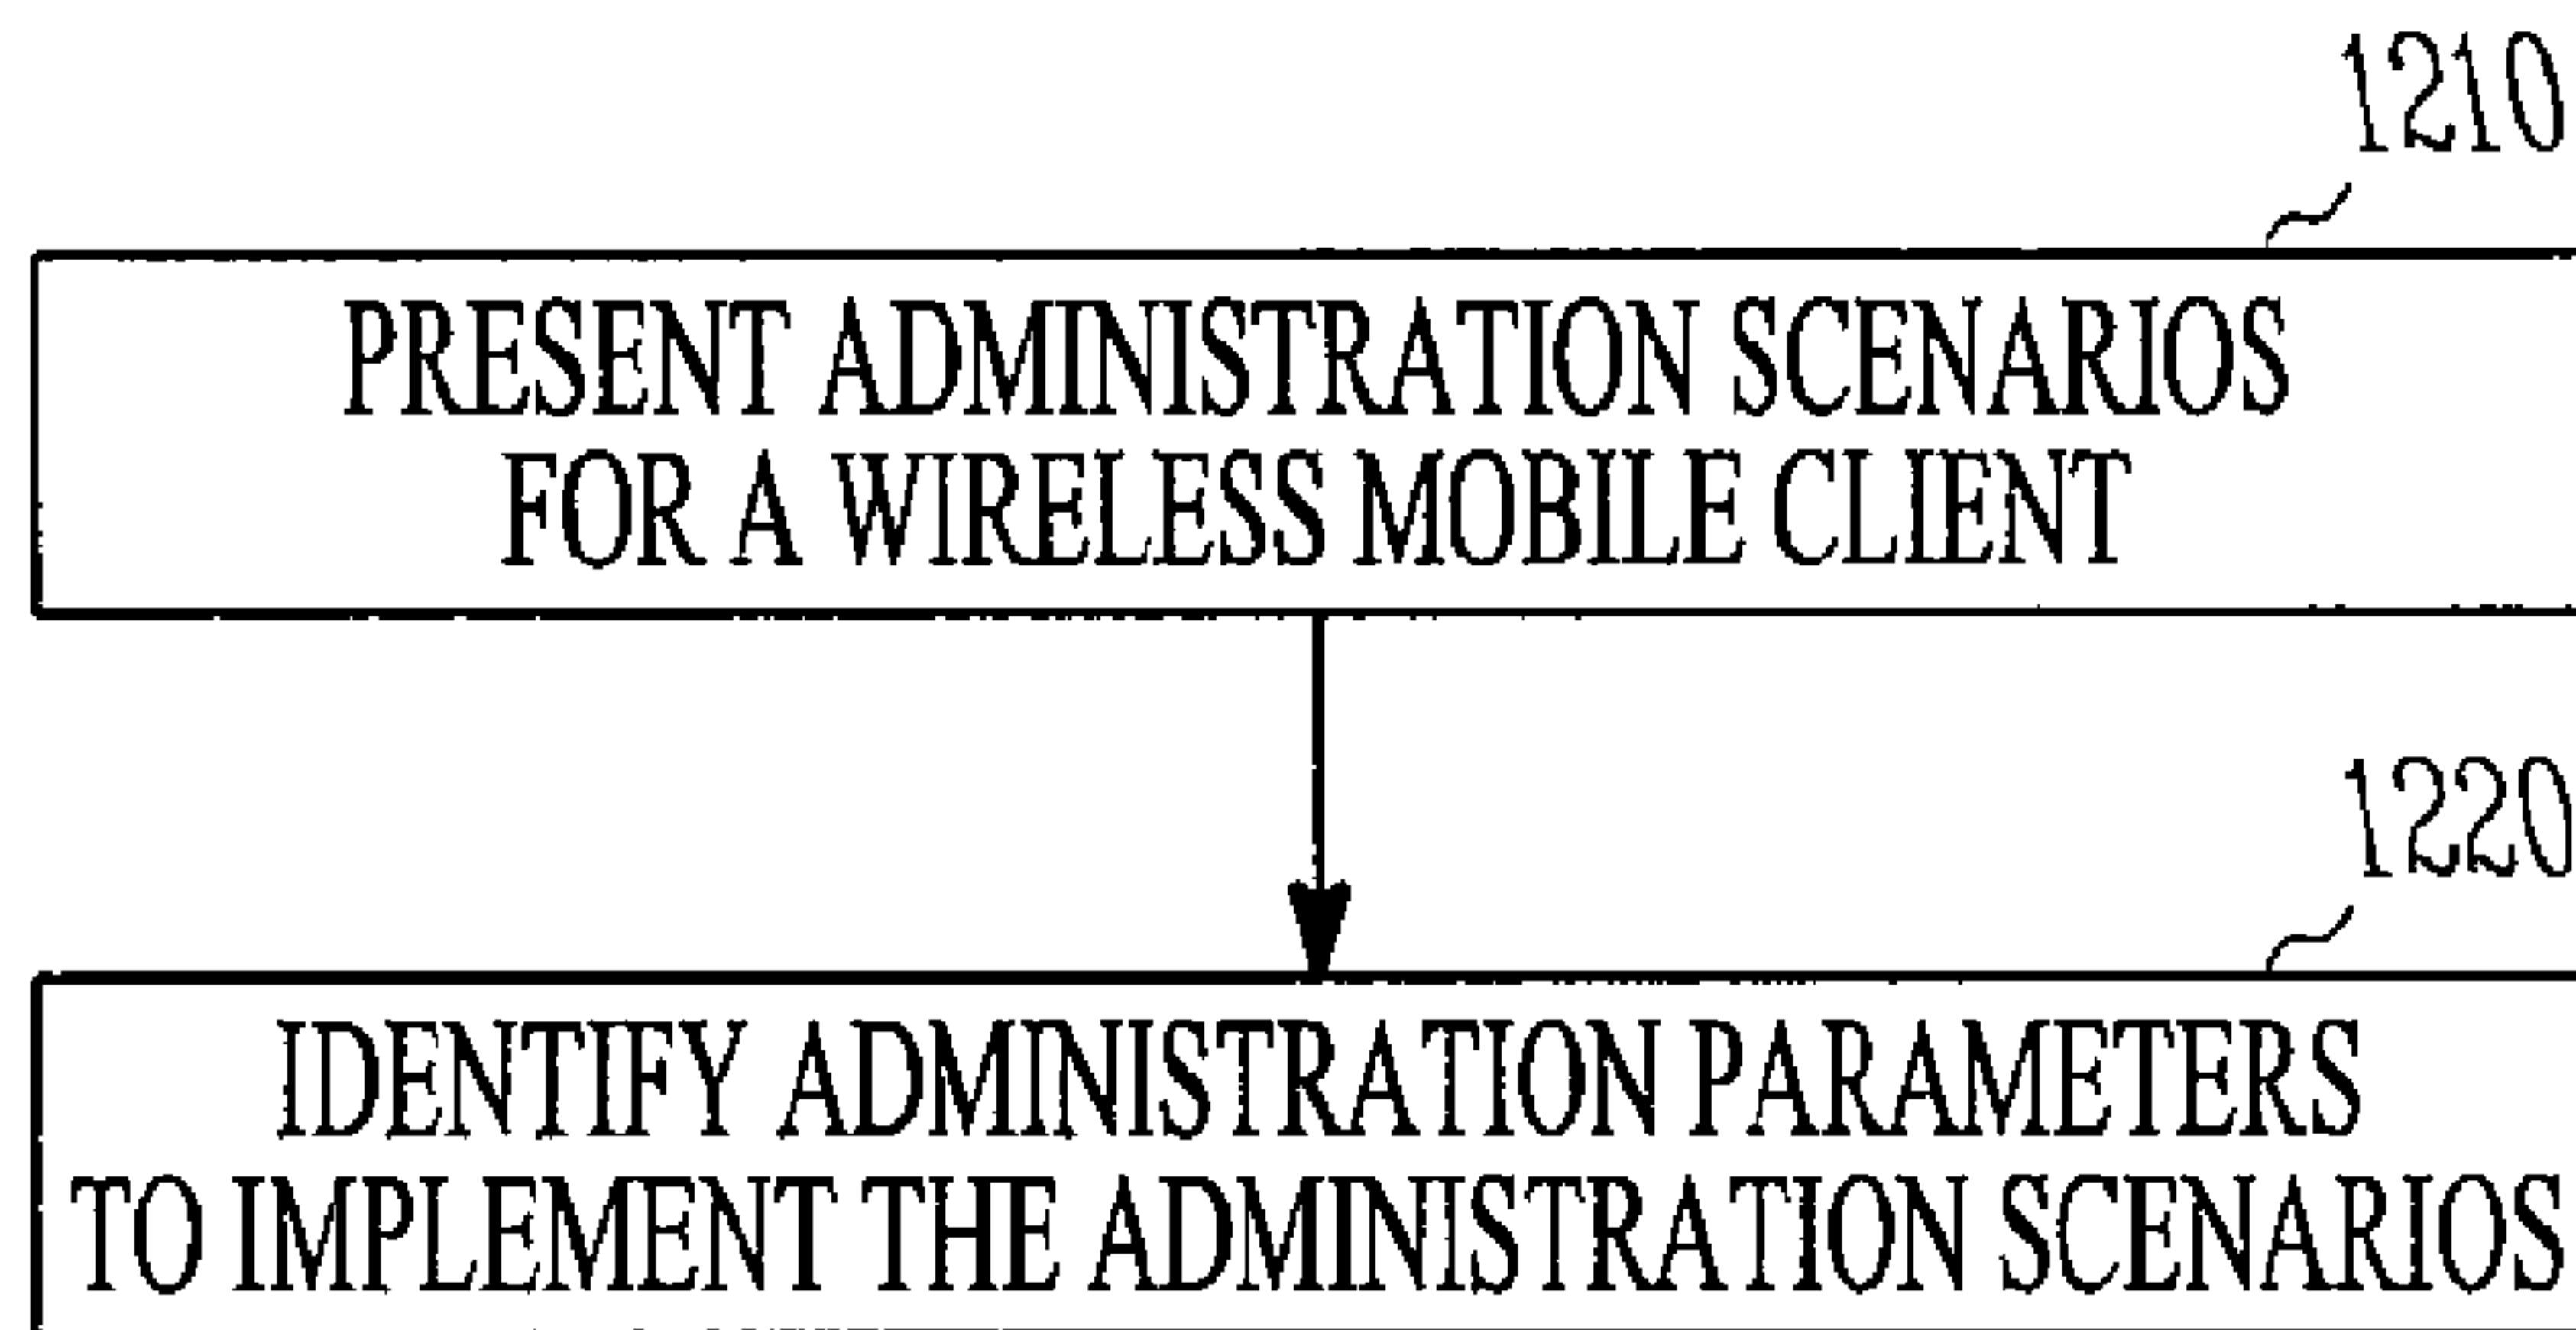 1210
PRESENT ADMINISTRATION SCENARIOS
FOR A WIRELESS MOBILE CLIENT
1220
IDENTIFY ADMINISTRATION PARAMETERS
TO IMPLEMENT THE ADMINISTRATION SCENARIOS